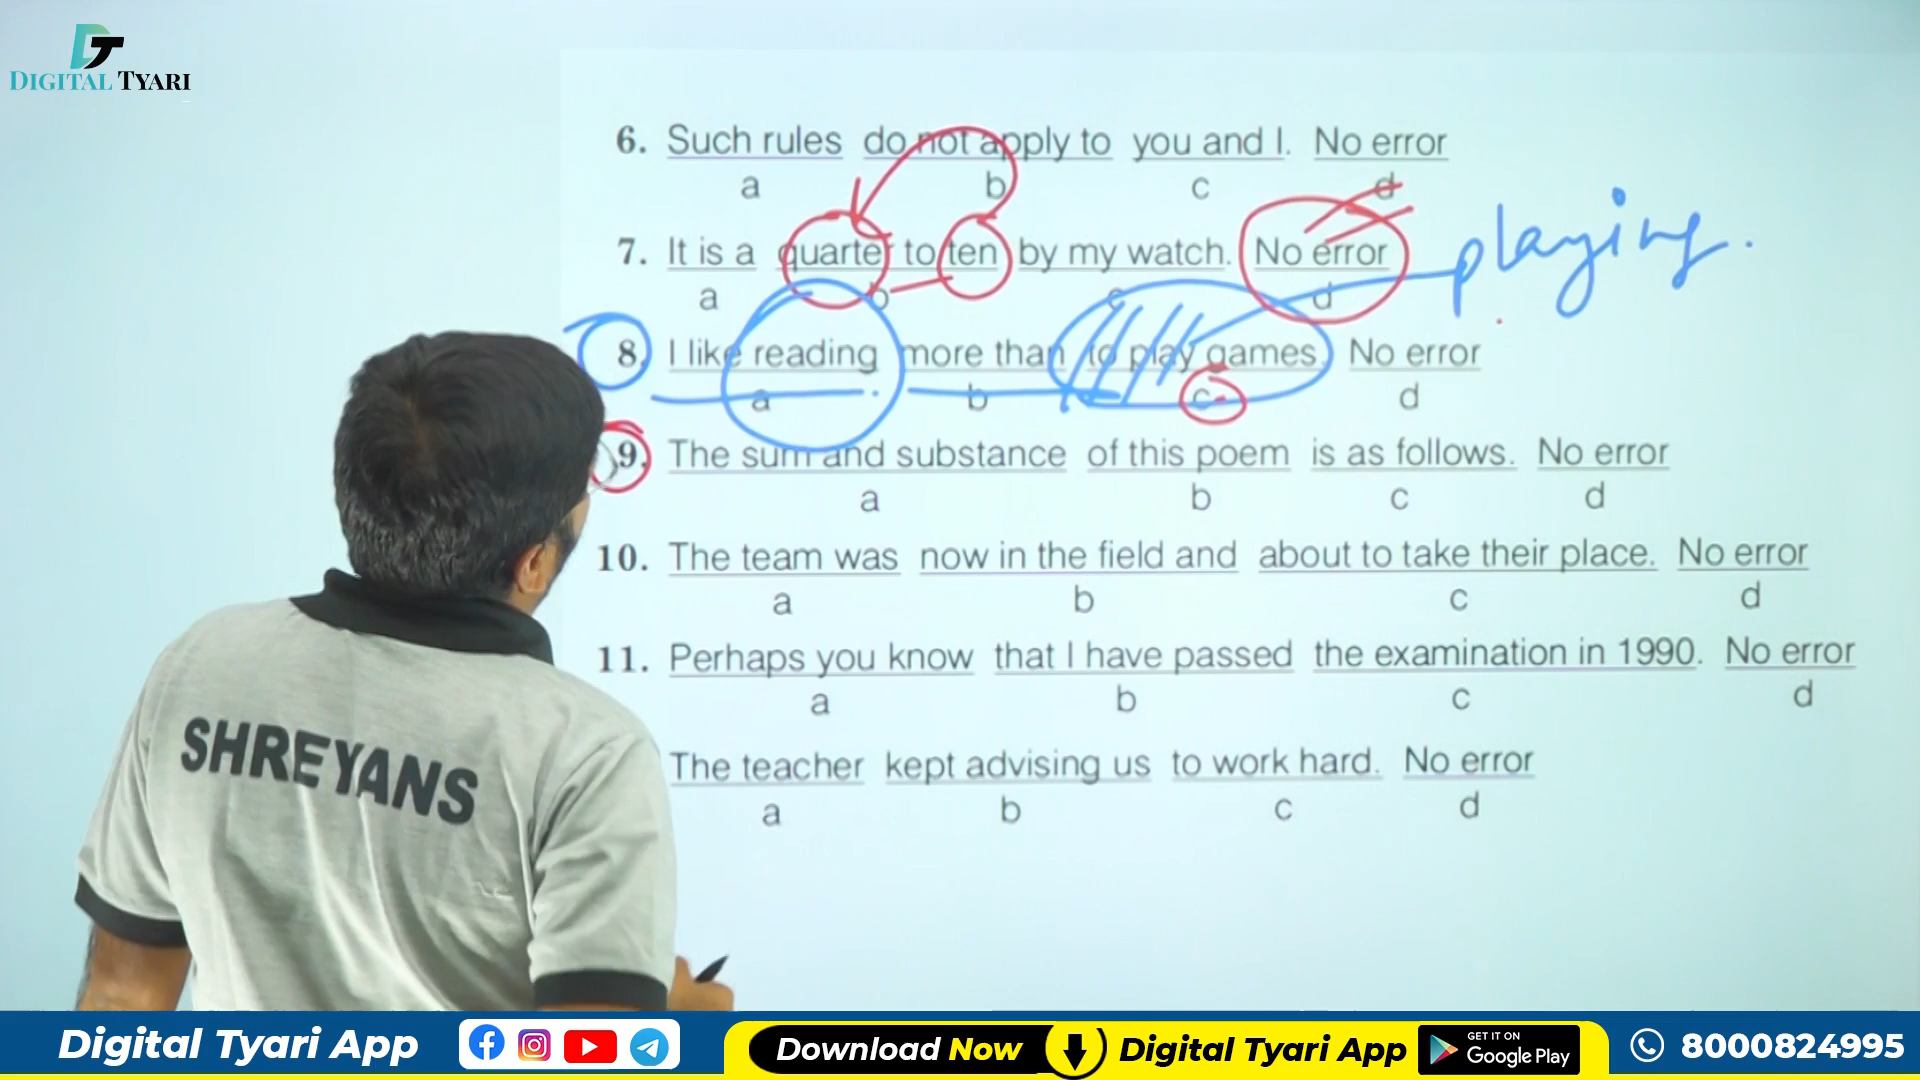 DT
DIGITAL TYARI
6. Such rules do not apply to you and I. No error
a b c d
7. It is a quarter to ten by my watch. No error
a b c d
playing.
8. I like reading more than to play games. No error
a b c d
9. The sum and substance of this poem is as follows. No error
a b c d
10. The team was now in the field and about to take their place. No error
a b c d
11. Perhaps you know that I have passed the examination in 1990. No error
a b c d
The teacher kept advising us to work hard. No error
a b c d
SHREYANS
Digital Tyari App Download Now Digital Tyari App GET IT ON Google Play 8000824995